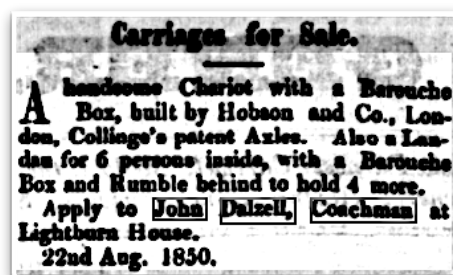 Carriages for Sale.
A handsome Chariot with a Barouche
Box, built by Hobson and Co., Lon-
don, Collinge's patent Axles. Also a Lan-
dau for 6 persons inside, with a Barouche
Box and Rumble behind to hold 4 more.
Apply to John Dalzell, Coachman at
Lightburn House.
22nd Aug. 1850.